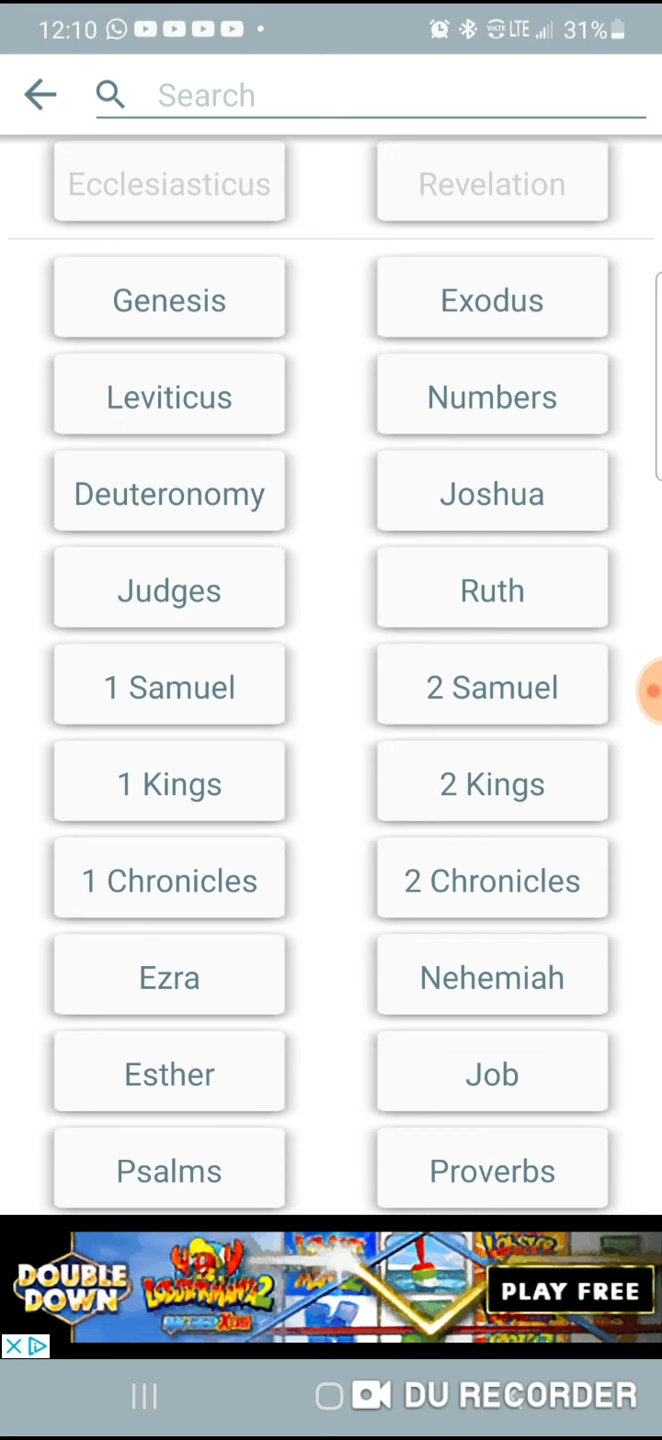 12:10 LTE 31%
Search
Ecclesiasticus Revelation
Genesis Exodus
Leviticus Numbers
Deuteronomy Joshua
Judges Ruth
1 Samuel 2 Samuel
1 Kings 2 Kings
1 Chronicles 2 Chronicles
Ezra Nehemiah
Esther Job
Psalms Proverbs
DOUBLE
DOWN
PLAY FREE
DU RECORDER